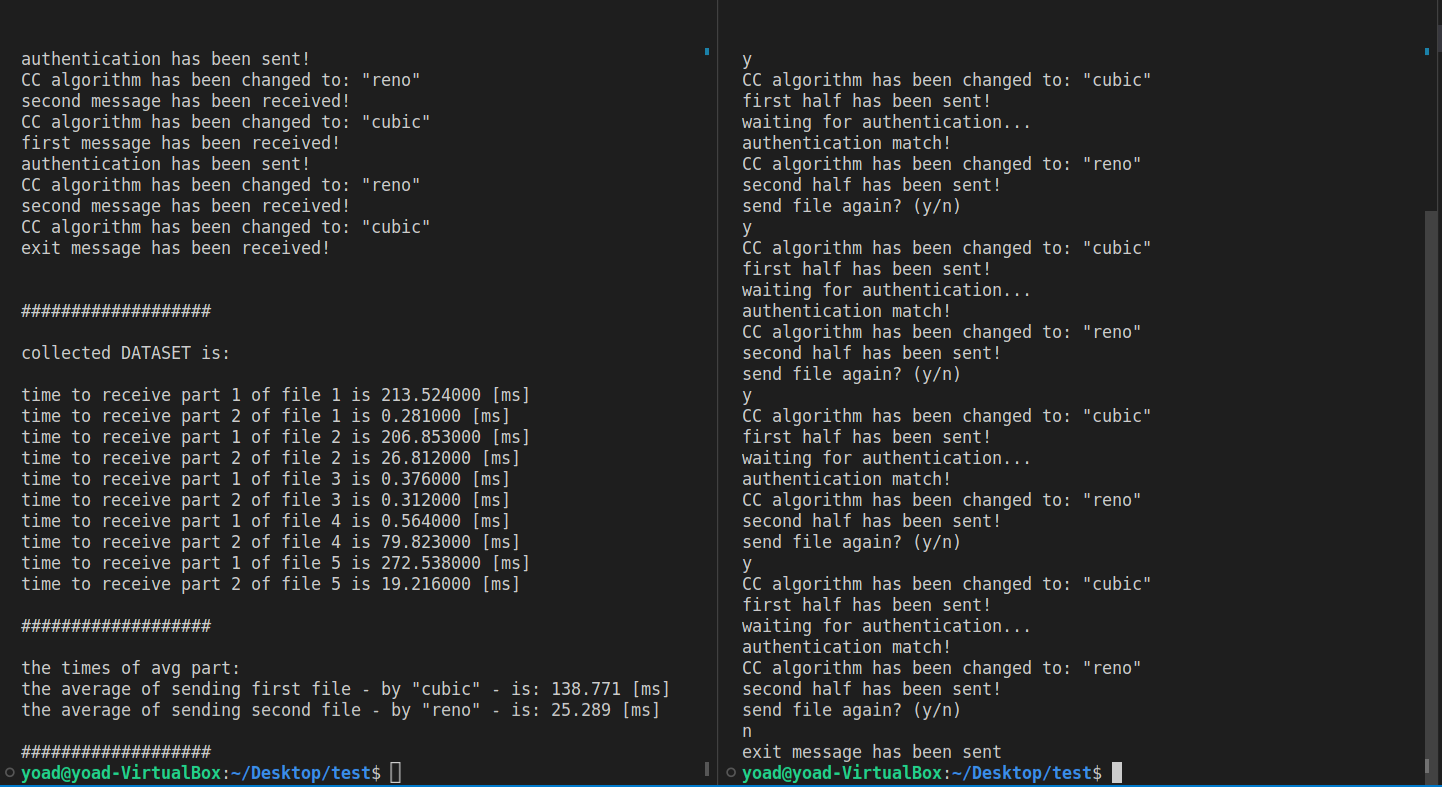 authentication has been sent!
CC algorithm has been changed to: "reno"
second message has been received!
CC algorithm has been changed to: "cubic"
first message has been received!
authentication has been sent!
CC algorithm has been changed to: "reno"
second message has been received!
CC algorithm has been changed to: "cubic"
exit message has been received!
###################
collected DATASET is:
time to receive part 1 of file 1 is 213.524000 [ms]
time to receive part 2 of file 1 is 0.281000 [ms]
time to receive part 1 of file 2 is 206.853000 [ms]
time to receive part 2 of file 2 is 26.812000 [ms]
time to receive part 1 of file 3 is 0.376000 [ms]
time to receive part 2 of file 3 is 0.312000 [ms]
time to receive part 1 of file 4 is 0.564000 [ms]
time to receive part 2 of file 4 is 79.823000 [ms]
time to receive part 1 of file 5 is 272.538000 [ms]
time to receive part 2 of file 5 is 19.216000 [ms]
###################
the times of avg part:
the average of sending first file - by "cubic" - is: 138.771 [ms]
the average of sending second file - by "reno" - is: 25.289 [ms]
###################
yoad@yoad-VirtualBox:~/Desktop/test$
y
CC algorithm has been changed to: "cubic"
first half has been sent!
waiting for authentication...
authentication match!
CC algorithm has been changed to: "reno"
second half has been sent!
send file again? (y/n)
y
CC algorithm has been changed to: "cubic"
first half has been sent!
waiting for authentication...
authentication match!
CC algorithm has been changed to: "reno"
second half has been sent!
send file again? (y/n)
y
CC algorithm has been changed to: "cubic"
first half has been sent!
waiting for authentication...
authentication match!
CC algorithm has been changed to: "reno"
second half has been sent!
send file again? (y/n)
y
CC algorithm has been changed to: "cubic"
first half has been sent!
waiting for authentication...
authentication match!
CC algorithm has been changed to: "reno"
second half has been sent!
send file again? (y/n)
n
exit message has been sent
yoad@yoad-VirtualBox:~/Desktop/test$